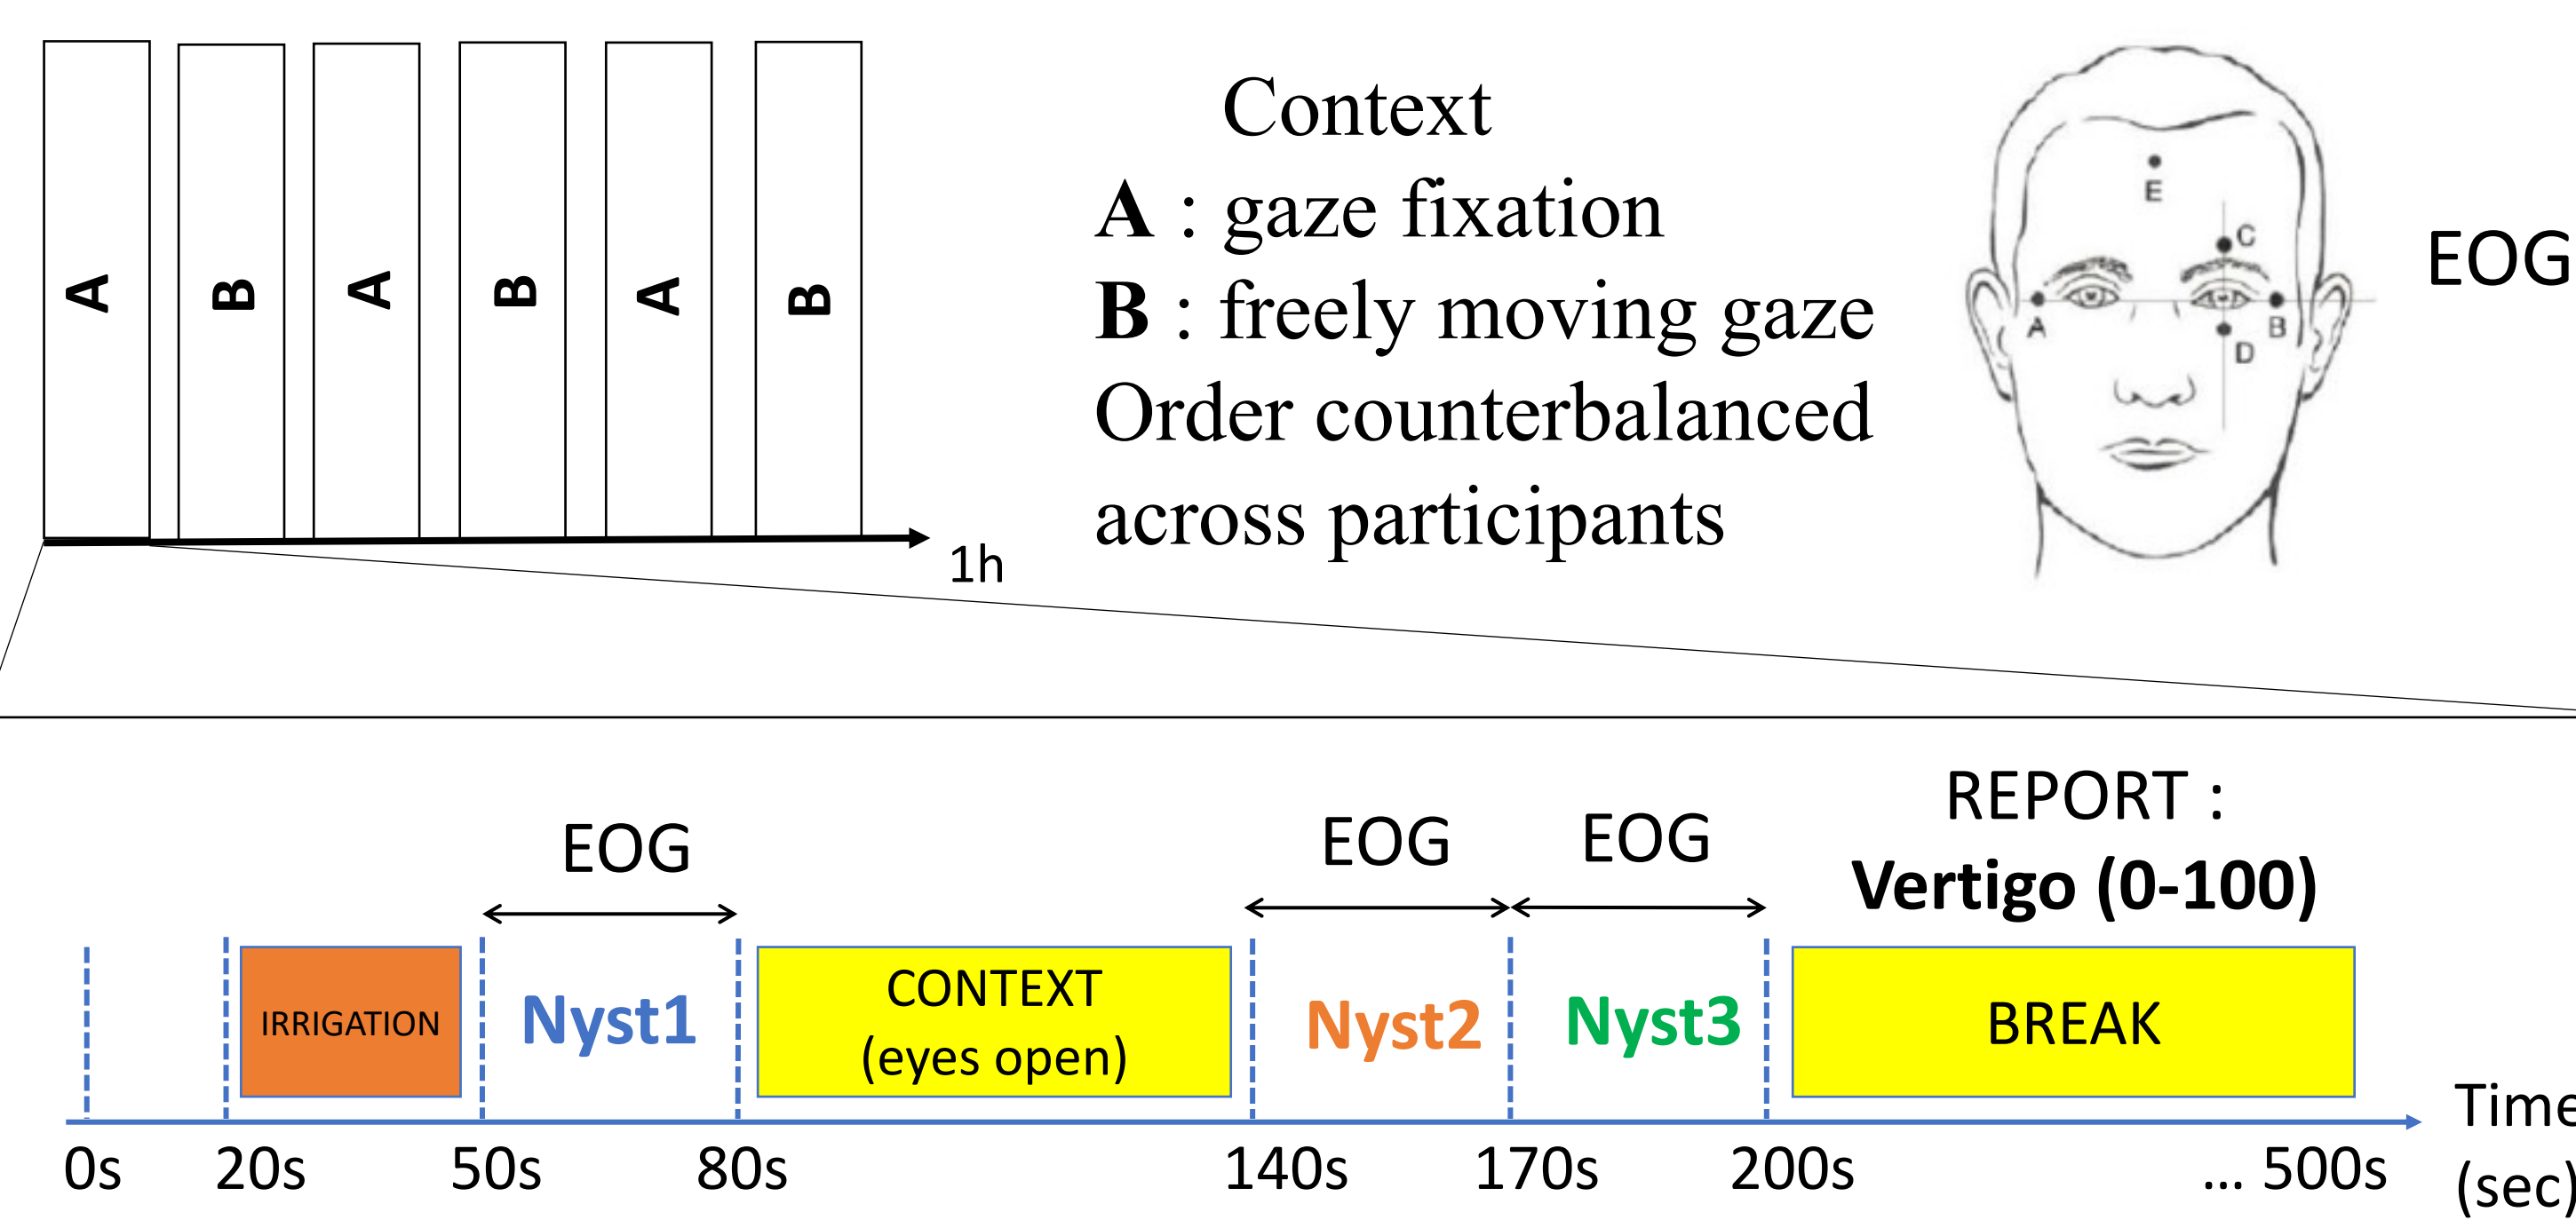 A
B
A
B
A
B
1h
Context
A : gaze fixation
B : freely moving gaze
Order counterbalanced
across participants
E
C
A
B
D
EOG
EOG
EOG
EOG
REPORT :
Vertigo (0-100)
IRRIGATION
Nyst1
CONTEXT
(eyes open)
Nyst2
Nyst3
BREAK
0s 20s 50s 80s 140s 170s 200s ... 500s
Time
(sec)